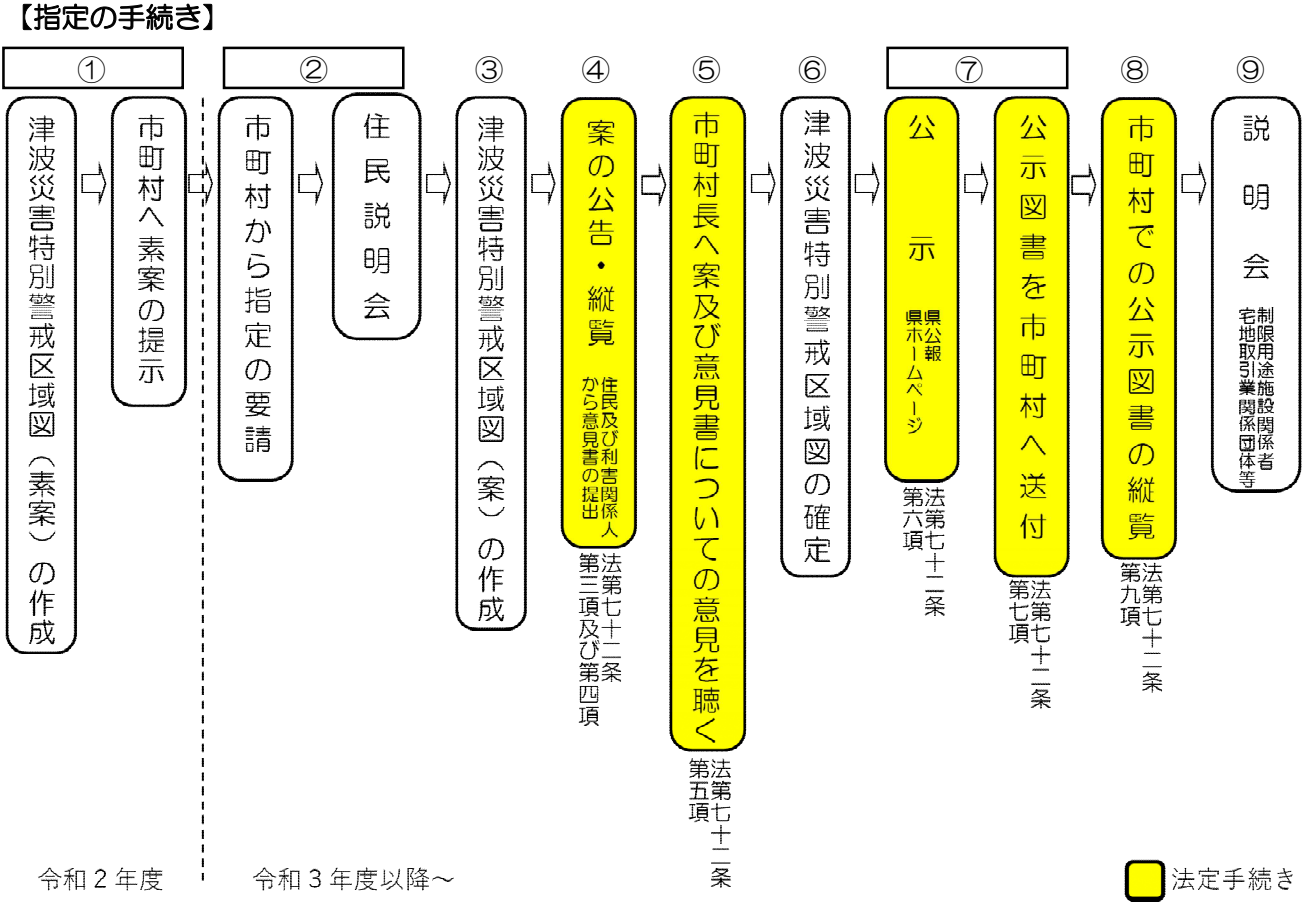 【指定の手続き】
①
津波災害特別警戒区域図（素案）の作成
市町村へ素案の提示
②
市町村から指定の要請
住民説明会
③
津波災害特別警戒区域図（案）の作成
④
案の公告・縦覧
住民及び利害関係人
から意見書の提出
法第七十二条
第三項及び第四項
⑤
市町村長へ案及び意見書についての意見を聴く
法第七十二条
第五項
⑥
津波災害特別警戒区域図の確定
⑦
公示
県公報
県ホームページ
法第七十二条
第六項
公示図書を市町村へ送付
法第七十二条
第七項
⑧
市町村での公示図書の縦覧
法第七十二条
第九項
⑨
説明会
制限用途施設関係者
宅地取引業関係団体等
令和２年度
令和３年度以降～
法定手続き